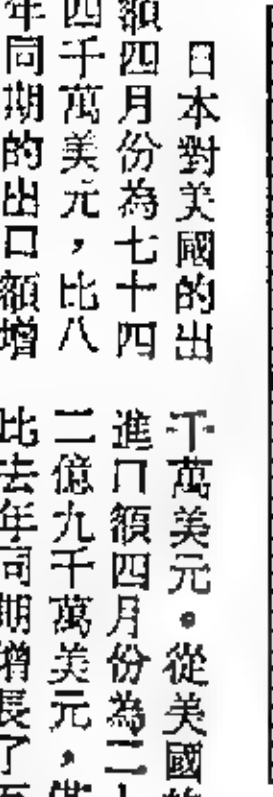 日本對美國的出
額四月份為七十四
四千萬美元，比八
年同期的出口額增
千萬美元。從美國
進口額四月份為二
二億九千萬美元，
比去年同期增長了